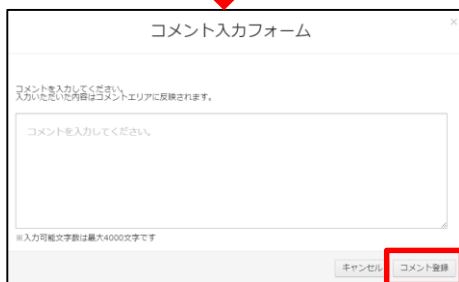 コメント入力フォーム
×
コメントを入力してください。
入力いただいた内容はコメントエリアに反映されます。
コメントを入力してください。
※入力可能文字数は最大4000文字です
キャンセル
コメント登録